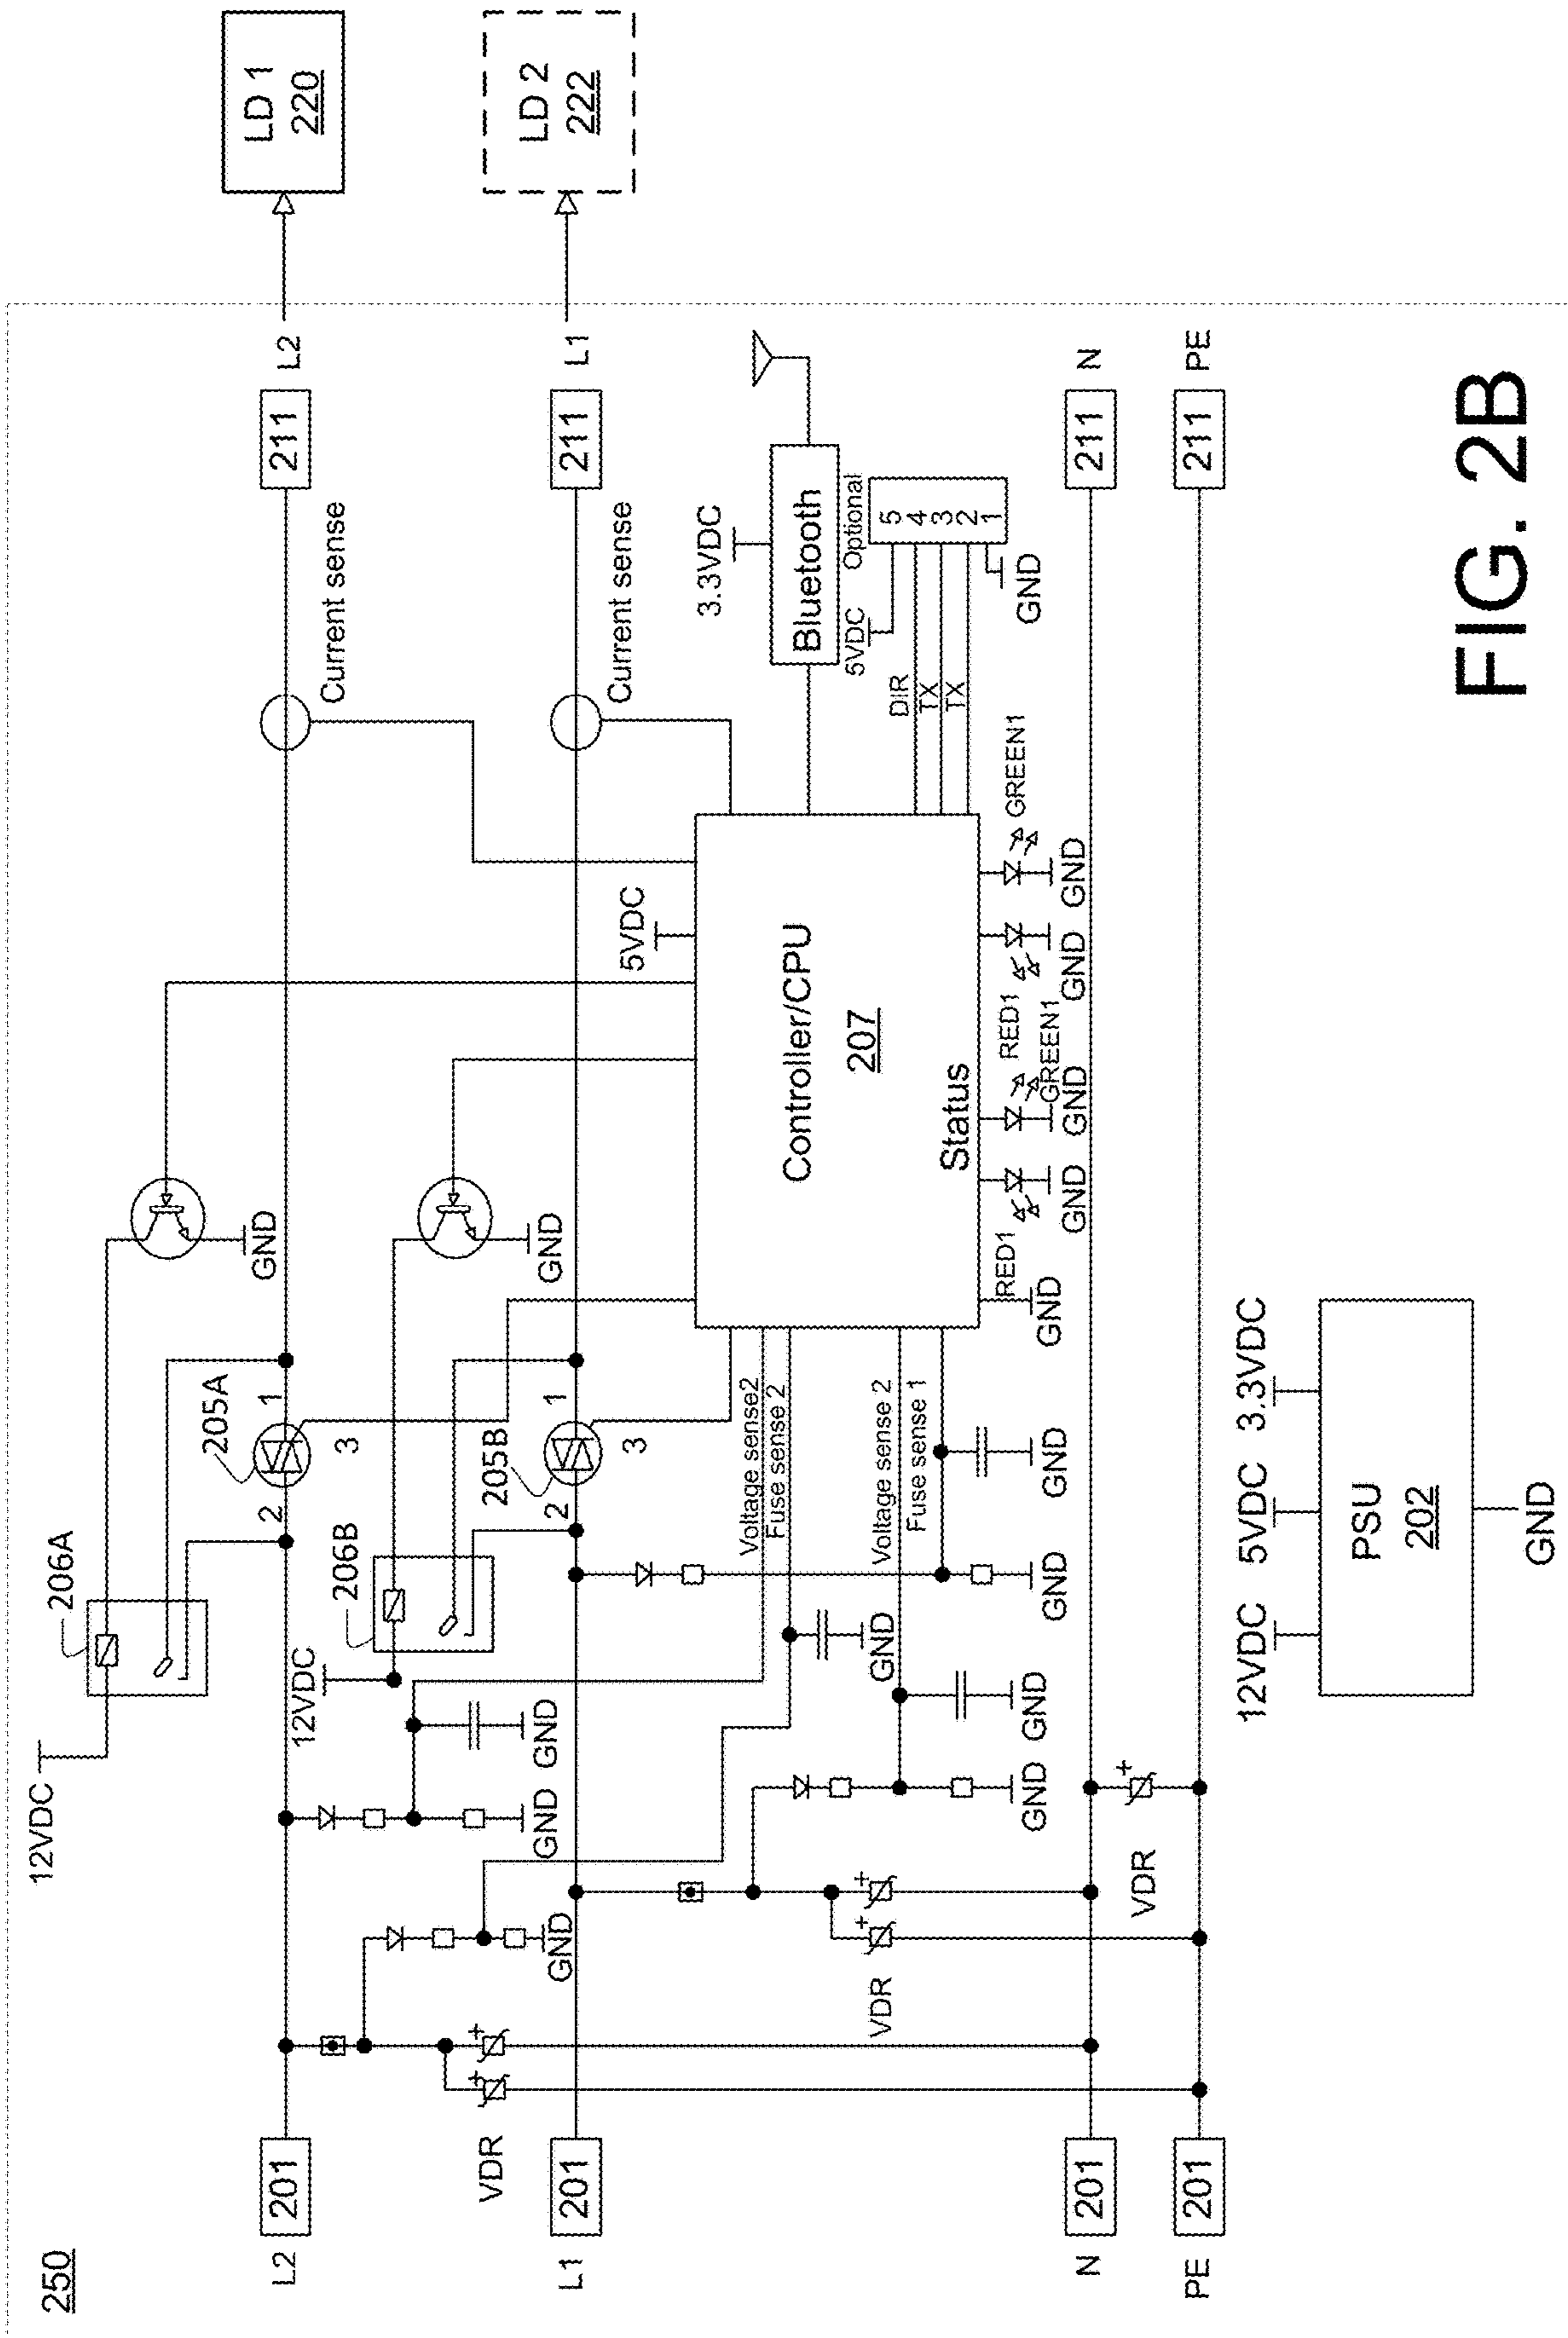 250
12VDC
206A
205A
2
1
3
GND
L2
201
211
L2
LD 1
220
Current sense
12VDC
206B
205B
2
1
3
GND
VDR
GND
GND
GND
L1
201
211
L1
LD 2
222
Current sense
Voltage sense2
Fuse sense 2
Voltage sense 2
Fuse sense 1
GND
GND
GND
GND
GND
5VDC
Controller/CPU
207
Status
3.3VDC
Bluetooth
Optional
5VDC
DIR
TX
TX
5
4
3
2
1
GND
GND
RED1
GND
GREEN1
GND
RED1
GND
GREEN1
GND
VDR
VDR
N
201
211
N
PE
201
211
PE
12VDC
5VDC
3.3VDC
PSU
202
GND
FIG. 2B